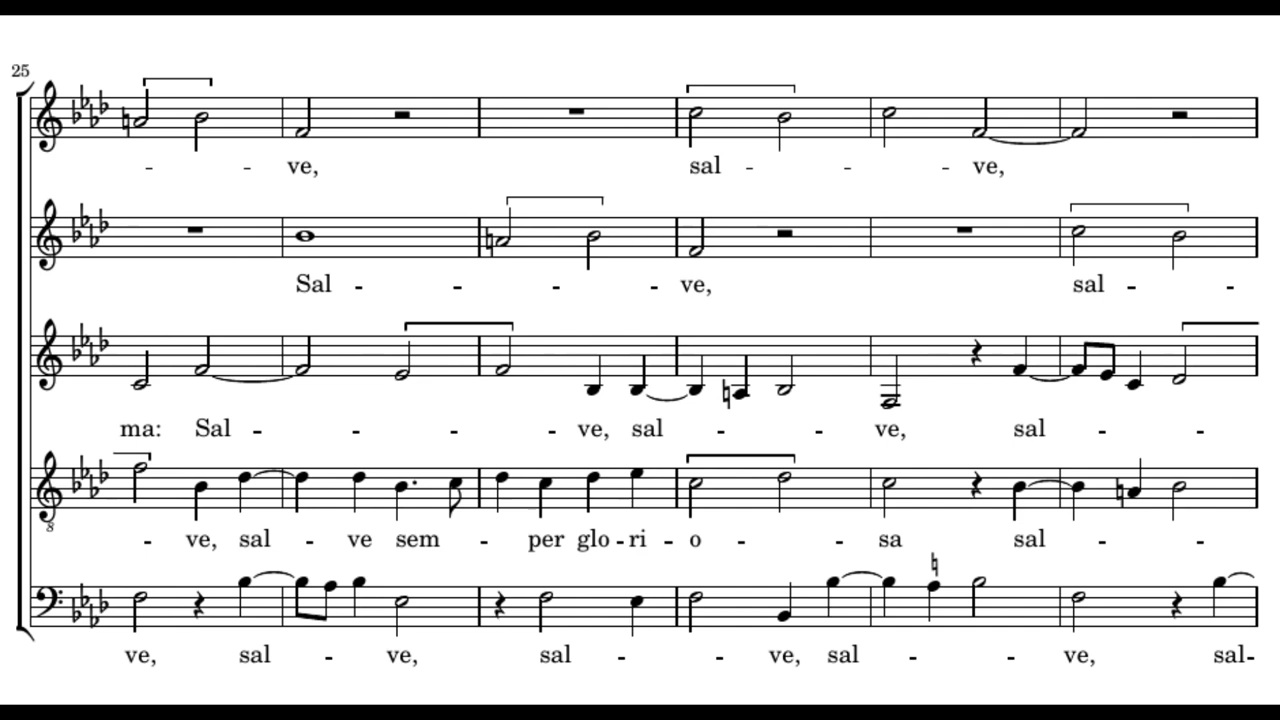 25
- - ve, sal - - - ve,
Sal - - - - ve, sal - -
ma: Sal - - - - ve, sal - - ve, sal - -
- ve, sal - ve sem - per glo - ri - o - - sa sal - -
8
♮
ve, sal - ve, sal - - ve, sal - - ve, sal-